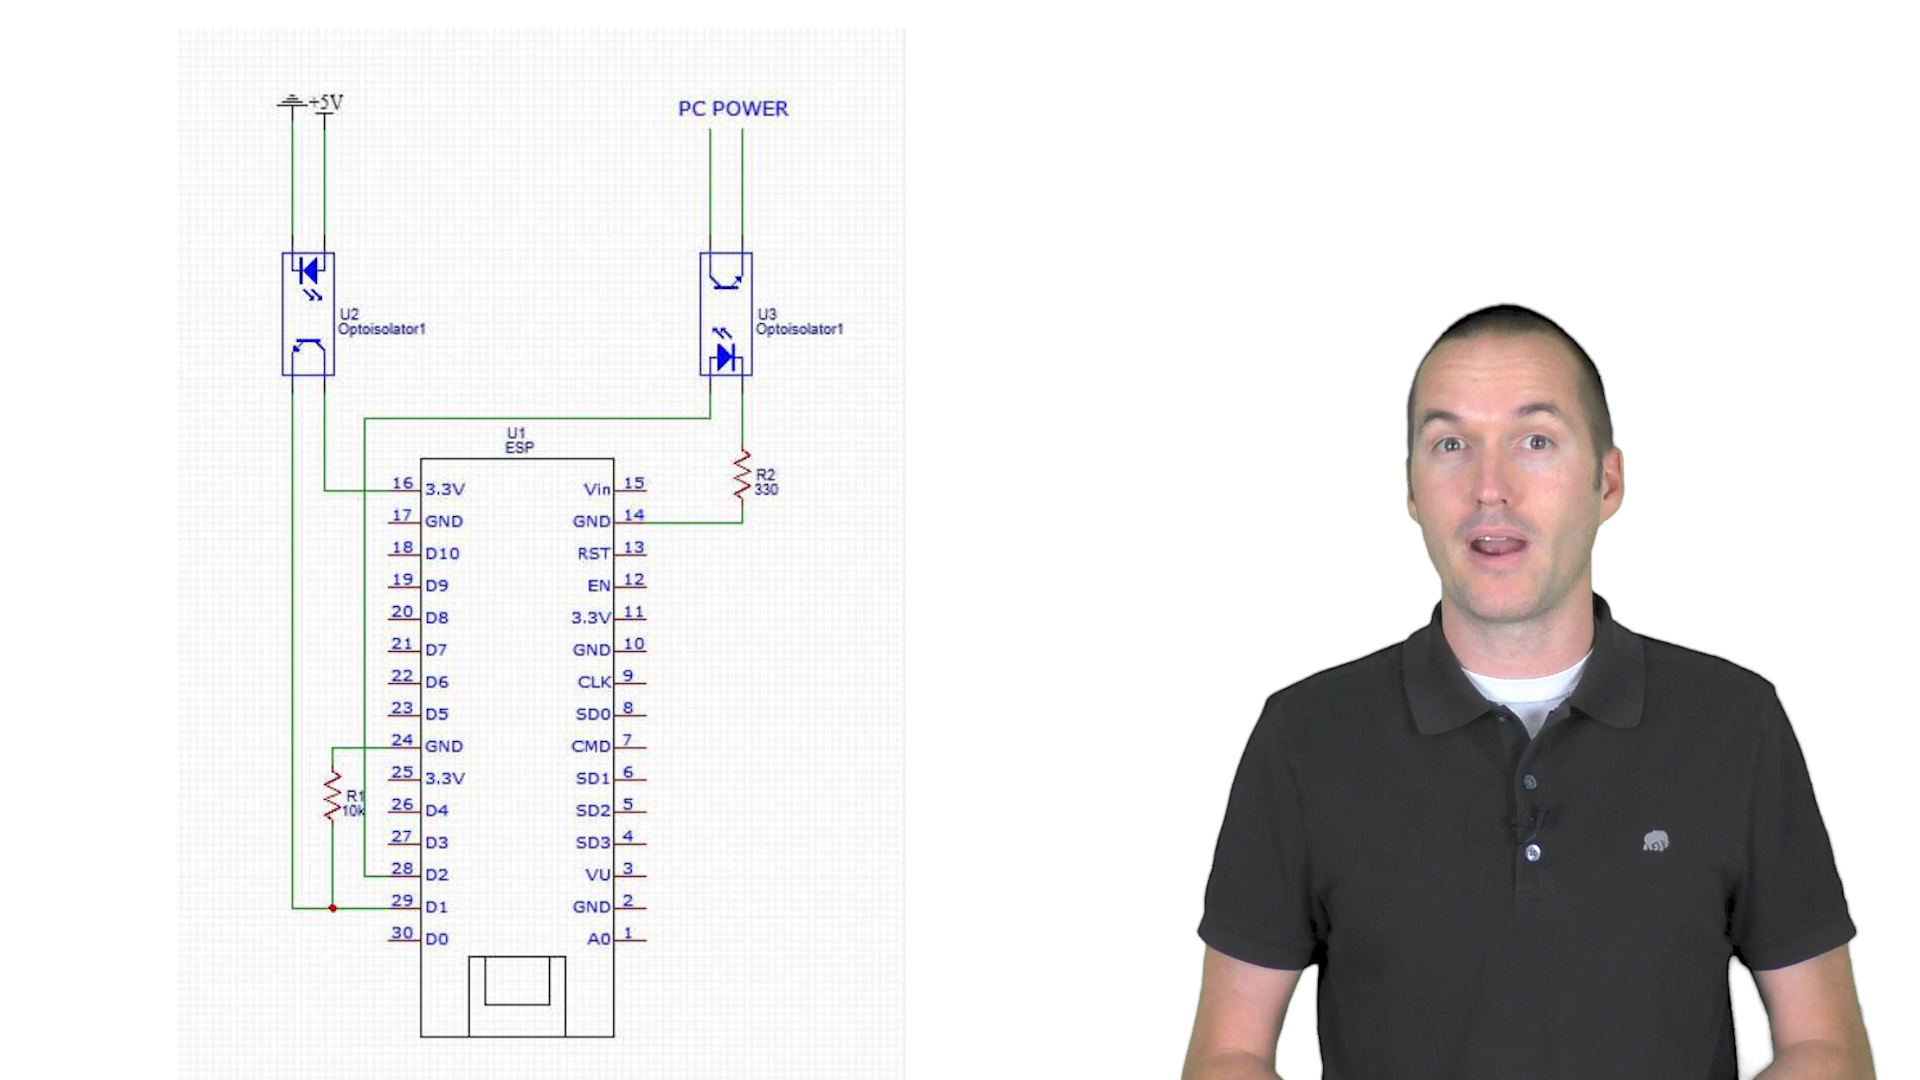 +5V
PC POWER
U2
Optoisolator1
U3
Optoisolator1
U1
ESP
R2
330
16 3.3V Vin 15
17 GND GND 14
18 D10 RST 13
19 D9 EN 12
20 D8 3.3V 11
21 D7 GND 10
22 D6 CLK 9
23 D5 SD0 8
24 GND CMD 7
25 3.3V SD1 6
R1
10k
26 D4 SD2 5
27 D3 SD3 4
28 D2 VU 3
29 D1 GND 2
30 D0 A0 1